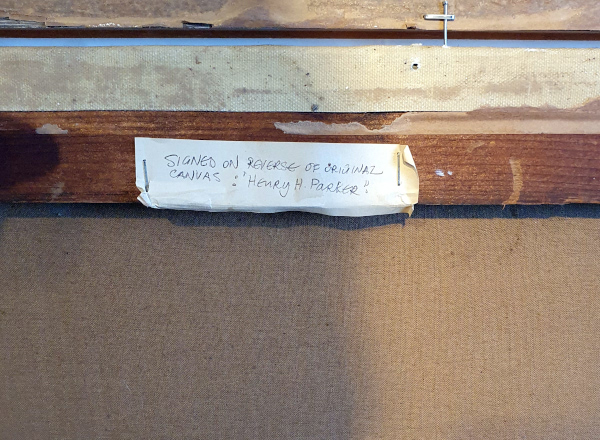 SIGNED ON REVERSE OF ORIGINAL
CANVAS : "HENRY H. PARKER"